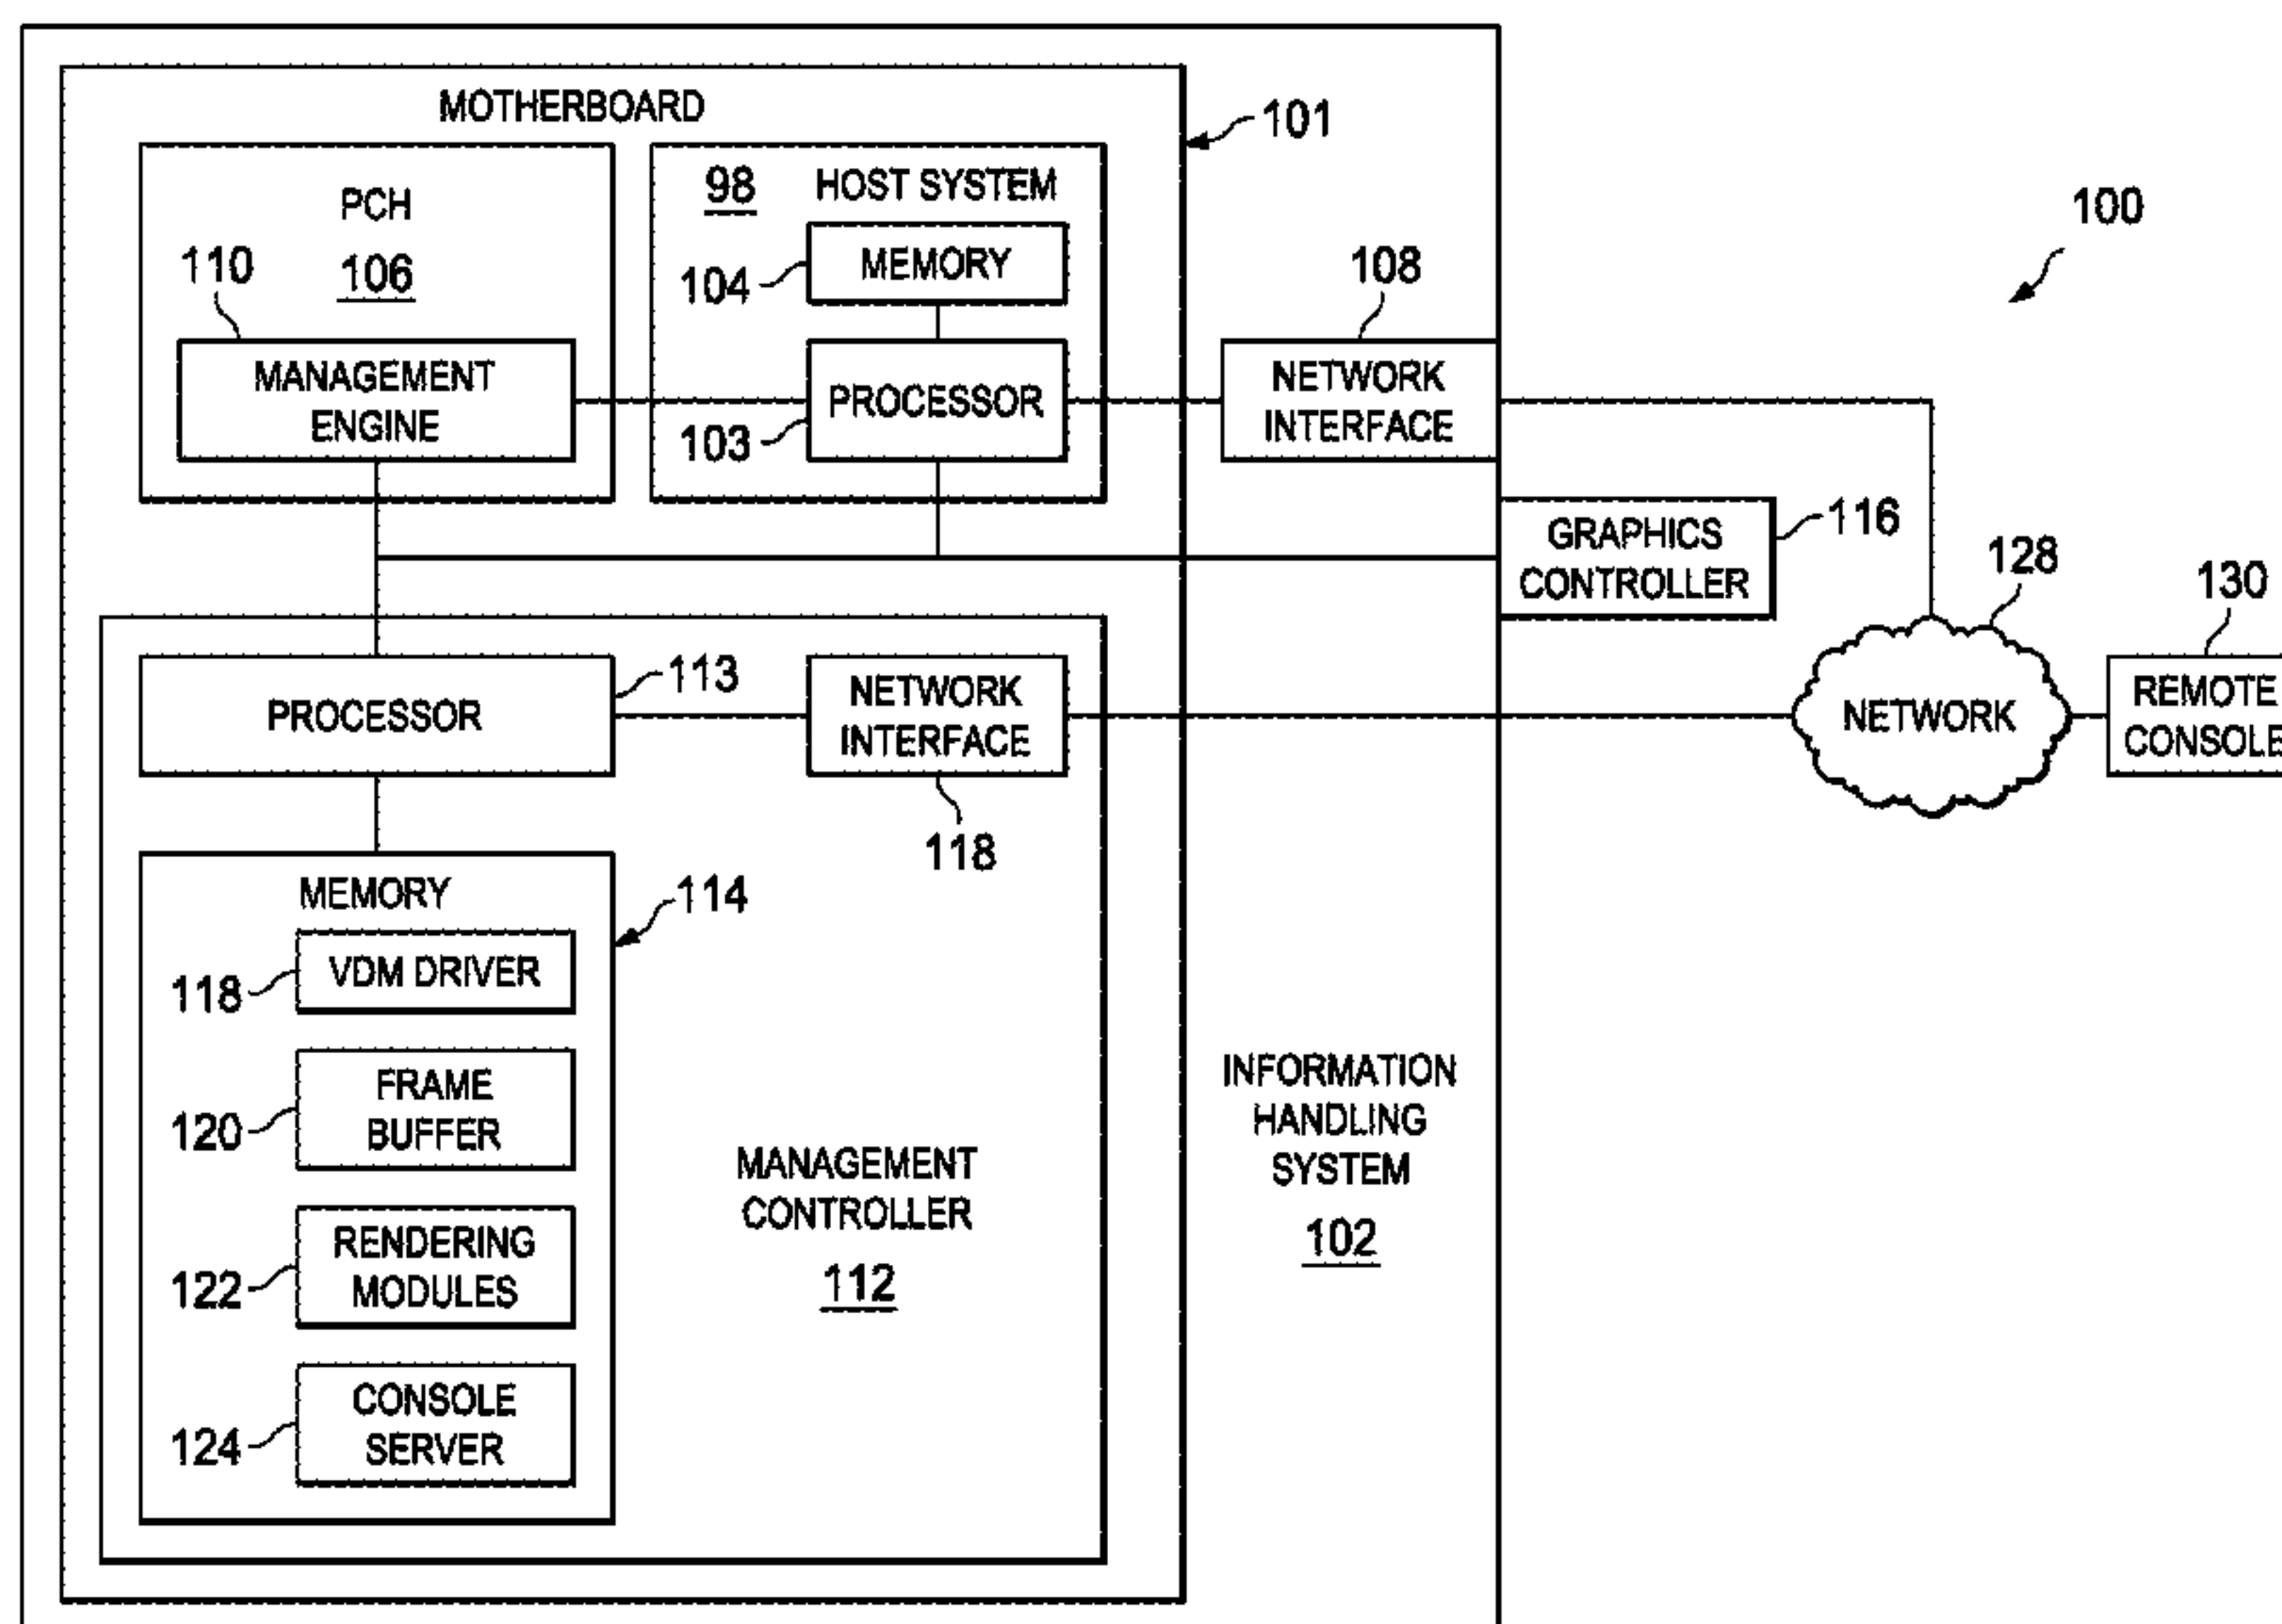 MOTHERBOARD
101
PCH
106
98
HOST SYSTEM
100
110
104
MEMORY
108
MANAGEMENT
ENGINE
103
PROCESSOR
NETWORK
INTERFACE
GRAPHICS
CONTROLLER
116
128
130
PROCESSOR
113
NETWORK
INTERFACE
118
NETWORK
REMOTE
CONSOLE
MEMORY
114
118
VDM DRIVER
120
FRAME
BUFFER
122
RENDERING
MODULES
124
CONSOLE
SERVER
MANAGEMENT
CONTROLLER
112
INFORMATION
HANDLING
SYSTEM
102